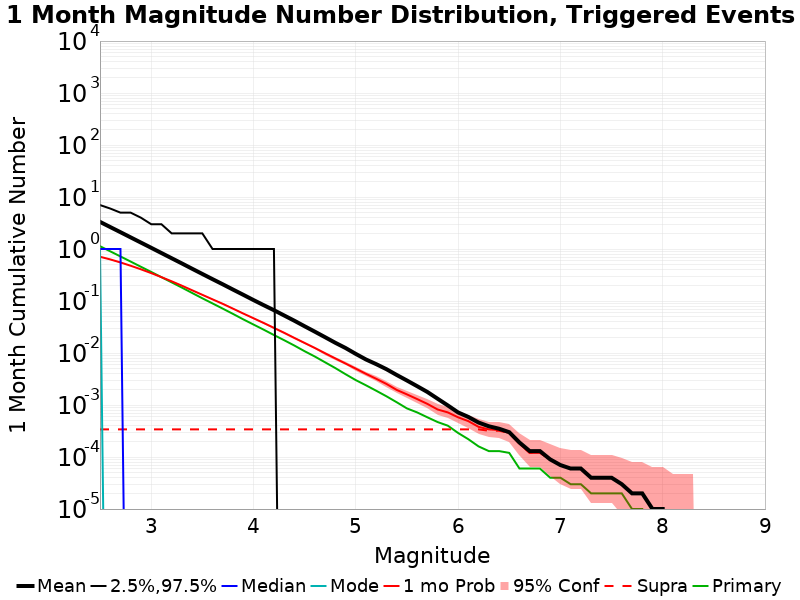 1 Month Magnitude Number Distribution, Triggered Events
1 Month Cumulative Number
10^4
10^3
10^2
10^1
10^0
10^-1
10^-2
10^-3
10^-4
10^-5
3 4 5 6 7 8 9
Magnitude
Mean 2.5%,97.5% Median Mode 1 mo Prob 95% Conf Supra Primary